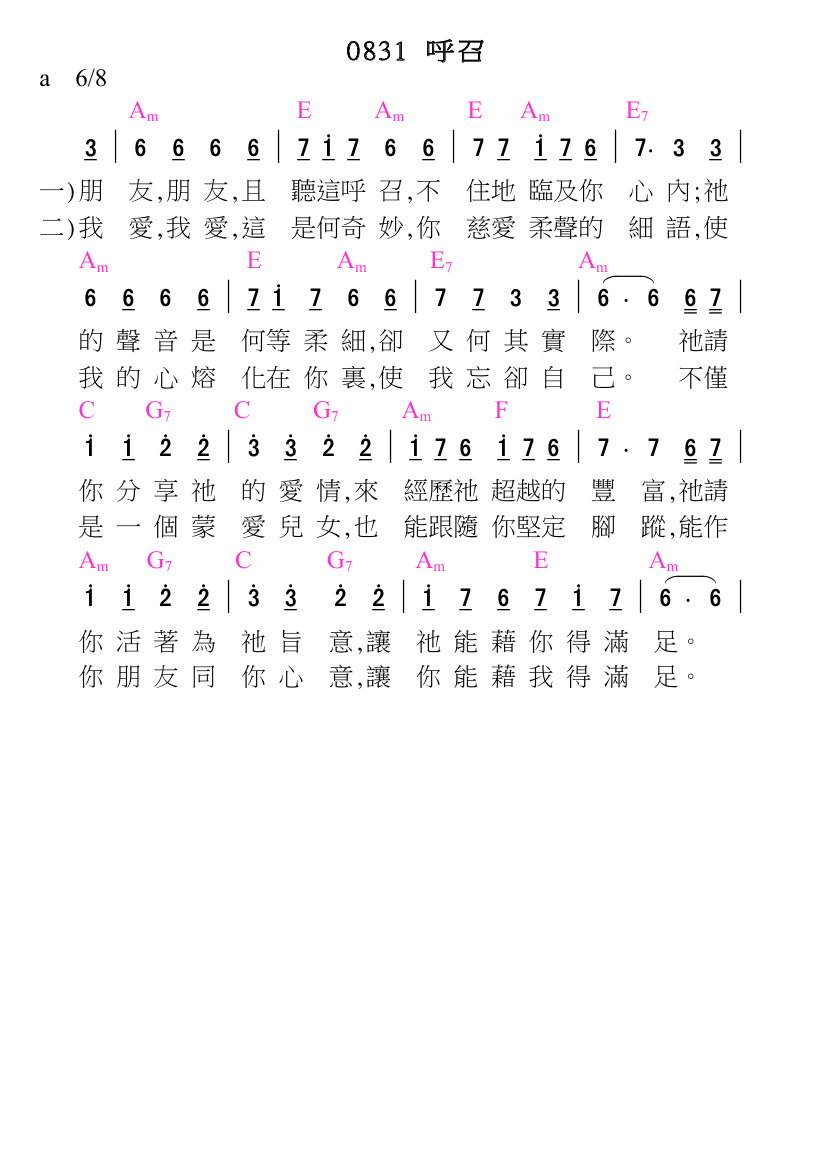 0831 呼召
a 6/8
Am E Am E Am E7
3 | 6 6 6 6 | 7 i 7 6 6 | 7 7 i 7 6 | 7. 3 3 |
一)朋 友,朋 友,且 聽這呼 召,不 住地 臨及你 心 內;祂
二)我 愛,我 愛,這 是何奇 妙,你 慈愛 柔聲的 細 語,使
Am E Am E7 Am
6 6 6 6 | 7 i 7 6 6 | 7 7 3 3 | 6 . 6 6 7 |
的 聲 音 是 何等 柔 細,卻 又 何 其 實 際。 祂請
我 的 心 熔 化在 你 裏,使 我 忘 卻 自 己。 不僅
C G7 C G7 Am F E
i i 2 2 | 3 3 2 2 | i 7 6 i 7 6 | 7 . 7 6 7 |
你 分 享 祂 的 愛 情,來 經歷祂 超越的 豐 富,祂請
是 一 個 蒙 愛 兒 女,也 能跟隨 你堅定 腳 蹤,能作
Am G7 C G7 Am E Am
i i 2 2 | 3 3 2 2 | i 7 6 7 i 7 | 6 . 6 |
你 活 著 為 祂 旨 意,讓 祂 能 藉 你 得 滿 足。
你 朋 友 同 你 心 意,讓 你 能 藉 我 得 滿 足。